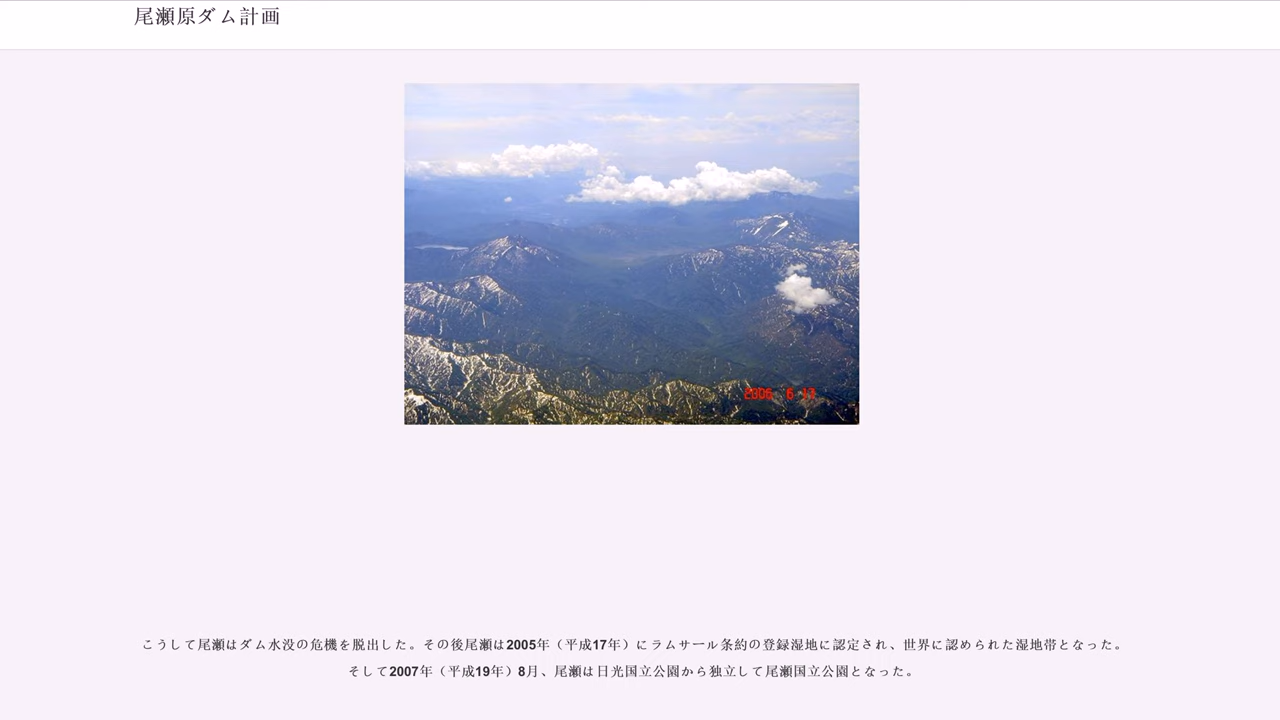 尾瀬原ダム計画
2006 6 17
こうして尾瀬はダム水没の危機を脱出した。その後尾瀬は2005年（平成17年）にラムサール条約の登録湿地に認定され、世界に認められた湿地帯となった。
そして2007年（平成19年）8月、尾瀬は日光国立公園から独立して尾瀬国立公園となった。